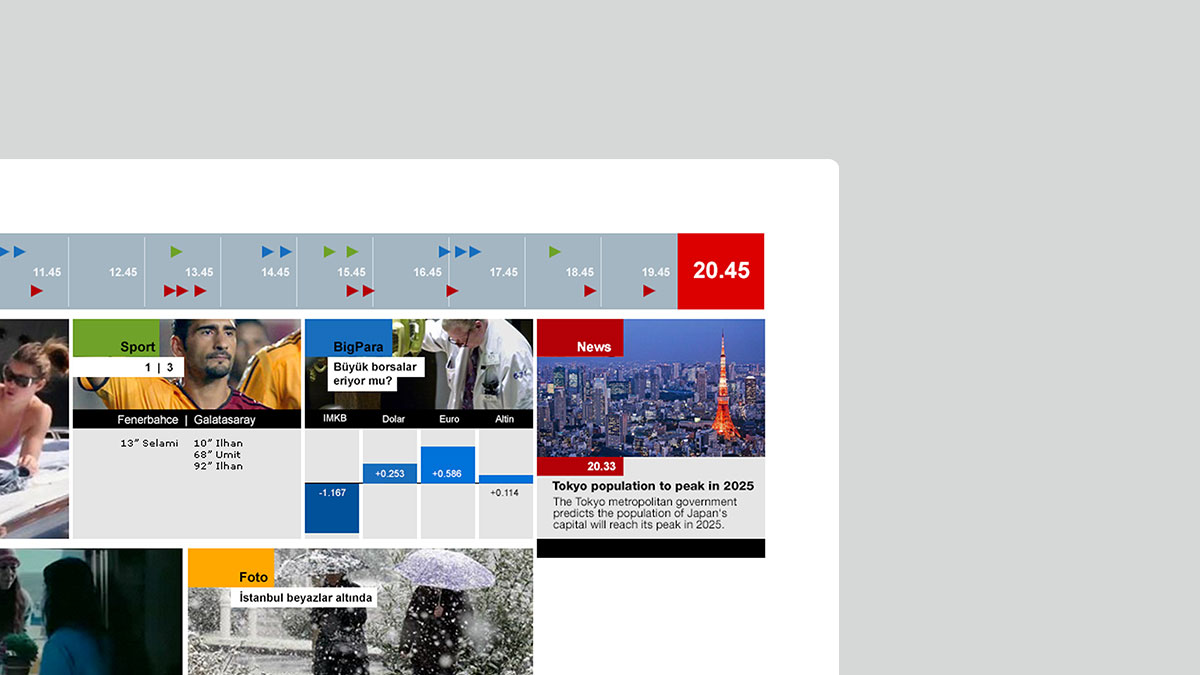 11.45 12.45 13.45 14.45 15.45 16.45 17.45 18.45 19.45 20.45
Sport
1 | 3
Fenerbahce | Galatasaray
13” Selami 10” Ilhan
68” Umit
92” Ilhan
BigPara
Büyük borsalar
eriyor mu?
IMKB Dolar Euro Altin
-1.167 +0.253 +0.586 +0.114
News
20.33
Tokyo population to peak in 2025
The Tokyo metropolitan government
predicts the population of Japan's
capital will reach its peak in 2025.
Foto
İstanbul beyazlar altında